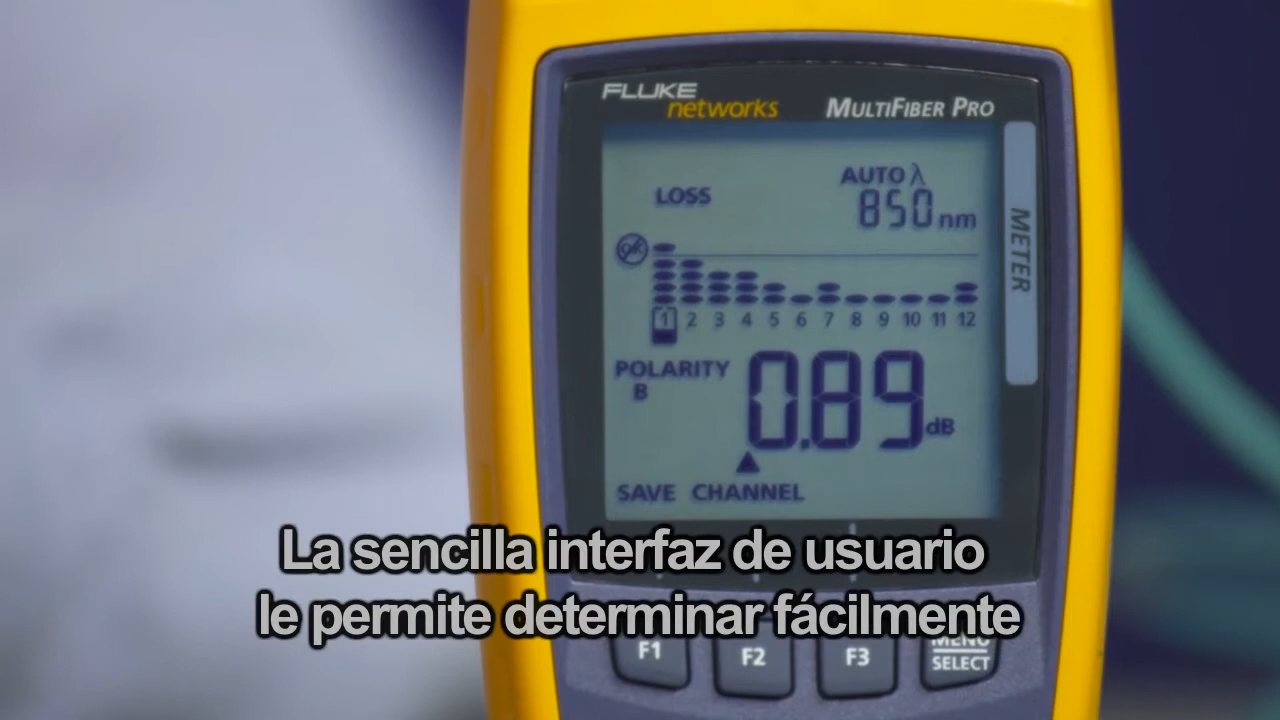 FLUKE
networks
MULTIFIBER PRO
METER
AUTO λ
LOSS
850 nm
OK
1 2 3 4 5 6 7 8 9 10 11 12
POLARITY
B
0.89 dB
SAVE CHANNEL
La sencilla interfaz de usuario
le permite determinar fácilmente
F1 F2 F3 MENU
SELECT